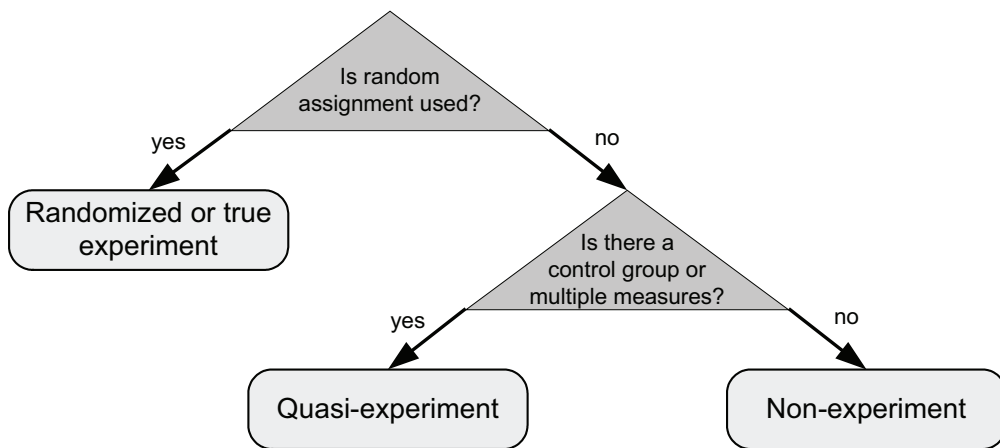 Is random
assignment used?
yes
no
Randomized or true
experiment
Is there a
control group or
multiple measures?
yes
no
Quasi-experiment
Non-experiment